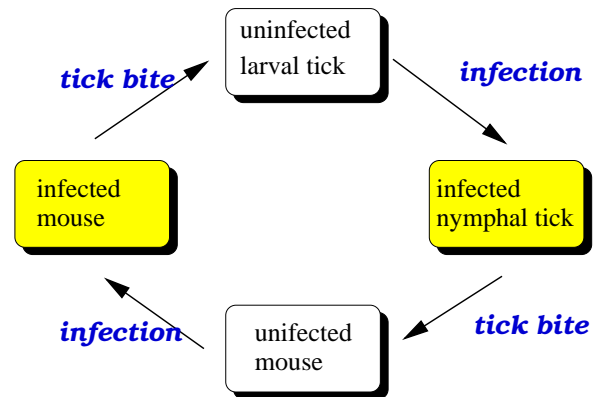 uninfected
larval tick
tick bite
infection
infected
mouse
infected
nymphal tick
infection
unifected
mouse
tick bite